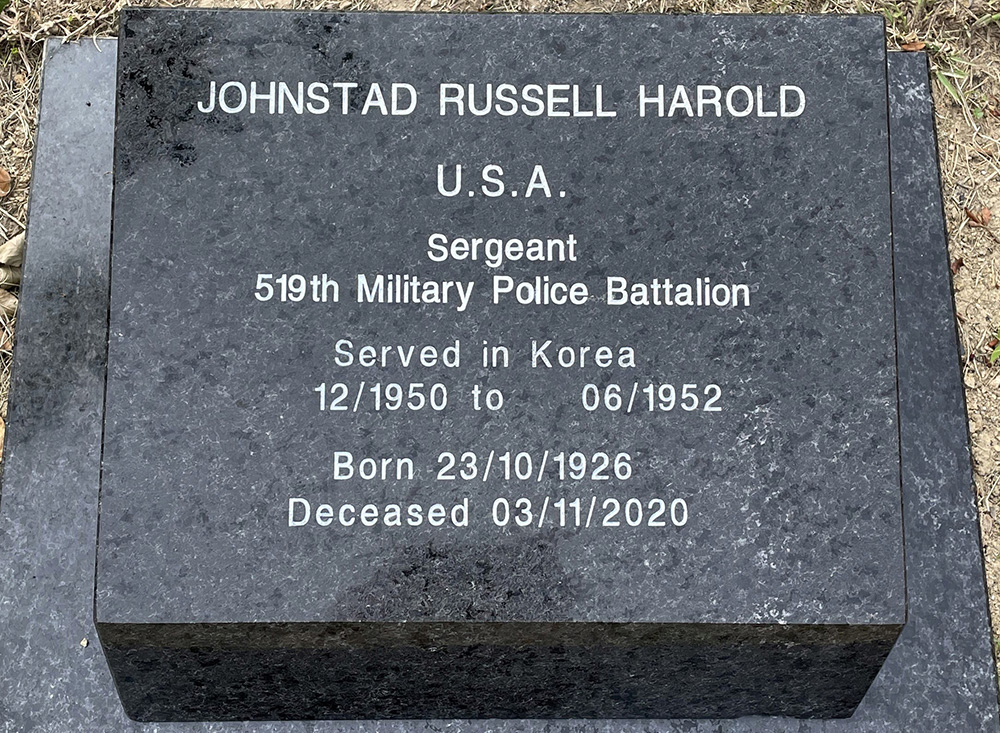 JOHNSTAD RUSSELL HAROLD
U.S.A.
Sergeant
519th Military Police Battalion
Served in Korea
12/1950 to 06/1952
Born 23/10/1926
Deceased 03/11/2020